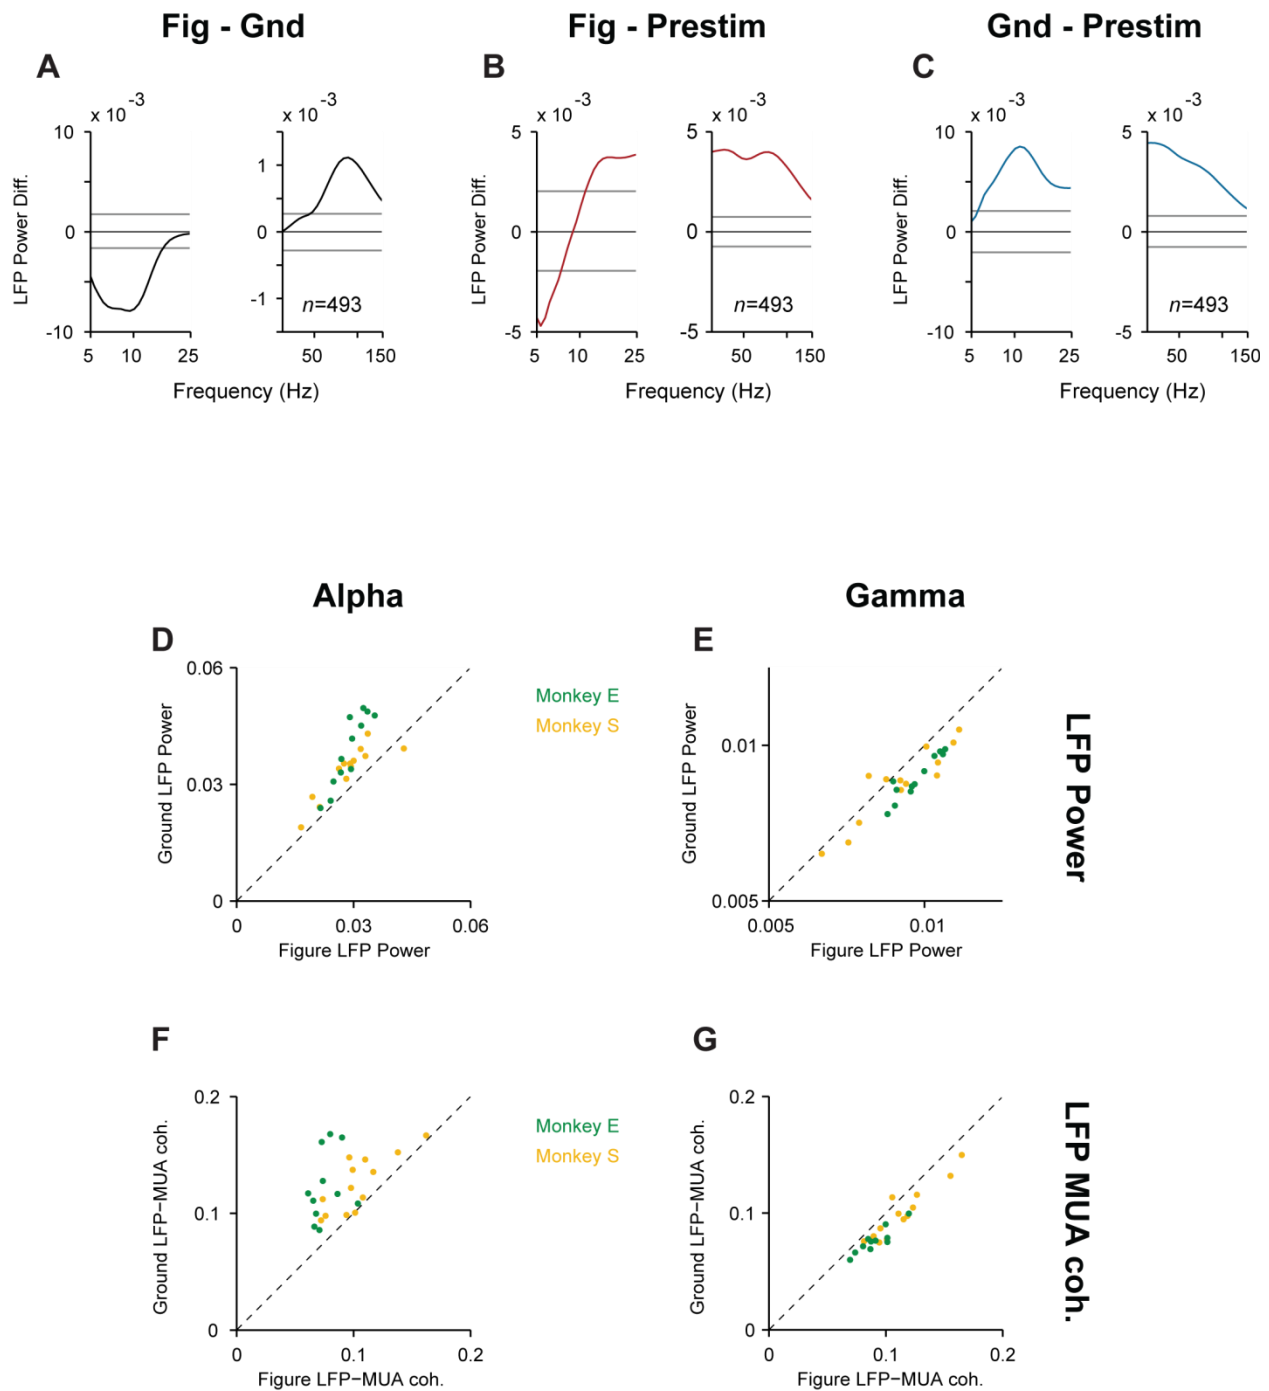 Fig - Gnd
Fig - Prestim
Gnd - Prestim
A
B
C
x 10 -3
x 10 -3
x 10 -3
x 10 -3
x 10 -3
x 10 -3
LFP Power Diff.
10
0
-10
5 10 25
1
0
-1
n=493
50 150
Frequency (Hz)
LFP Power Diff.
5
0
-5
5 10 25
5
0
-5
n=493
50 150
Frequency (Hz)
LFP Power Diff.
10
0
-10
5 10 25
5
0
-5
n=493
50 150
Frequency (Hz)
Alpha
Gamma
D
Ground LFP Power
0.06
0.03
0
0 0.03 0.06
Figure LFP Power
Monkey E
Monkey S
E
Ground LFP Power
0.01
0.005
0.005 0.01
Figure LFP Power
LFP Power
F
Ground LFP−MUA coh.
0.2
0.1
0
0 0.1 0.2
Figure LFP−MUA coh.
Monkey E
Monkey S
G
Ground LFP−MUA coh.
0.2
0.1
0
0 0.1 0.2
Figure LFP−MUA coh.
LFP MUA coh.